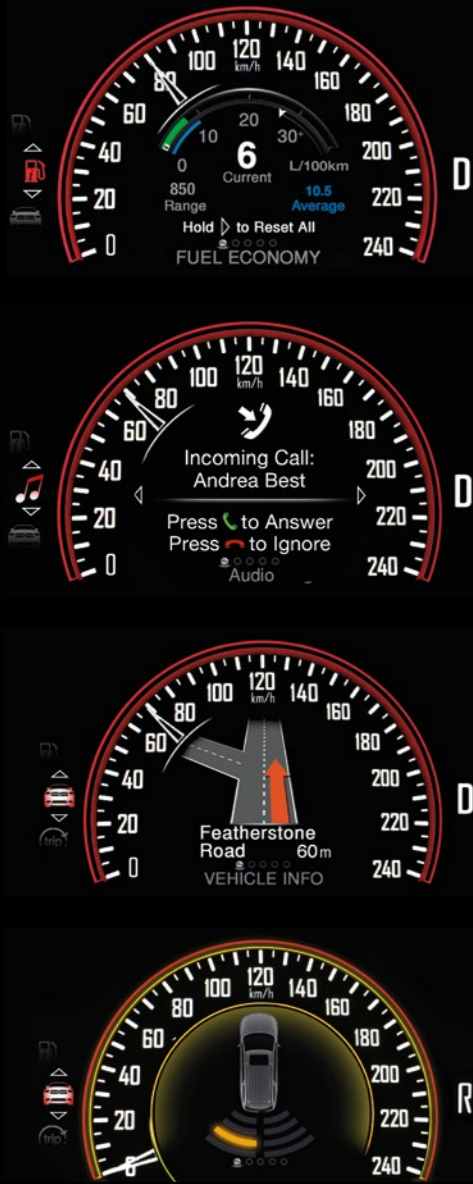 0 20 40 60 80 100 120 140 160 180 200 220 240
km/h
0 10 20 30+
6
Current
L/100km
850
Range
10.5
Average
Hold ▷ to Reset All
FUEL ECONOMY
D
0 20 40 60 80 100 120 140 160 180 200 220 240
km/h
Incoming Call:
Andrea Best
Press to Answer
Press to Ignore
Audio
D
0 20 40 60 80 100 120 140 160 180 200 220 240
km/h
Featherstone
Road 60 m
VEHICLE INFO
trip
D
0 20 40 60 80 100 120 140 160 180 200 220 240
km/h
trip
R